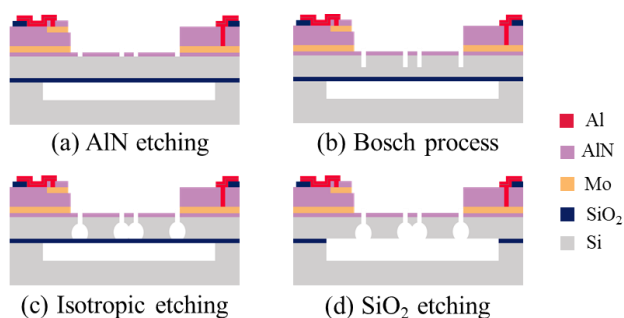 (a) AlN etching
(b) Bosch process
(c) Isotropic etching
(d) SiO₂ etching
Al
AlN
Mo
SiO₂
Si